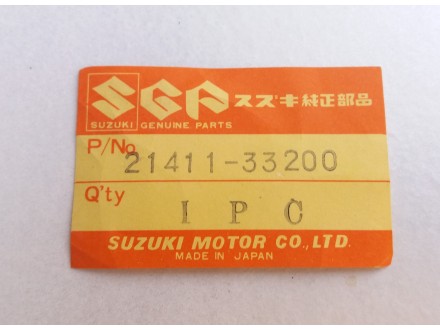 SGP スズキ純正部品
SUZUKI GENUINE PARTS
P/No 21411-33200
Q'ty 1 P C
SUZUKI MOTOR CO.,LTD.
MADE IN JAPAN